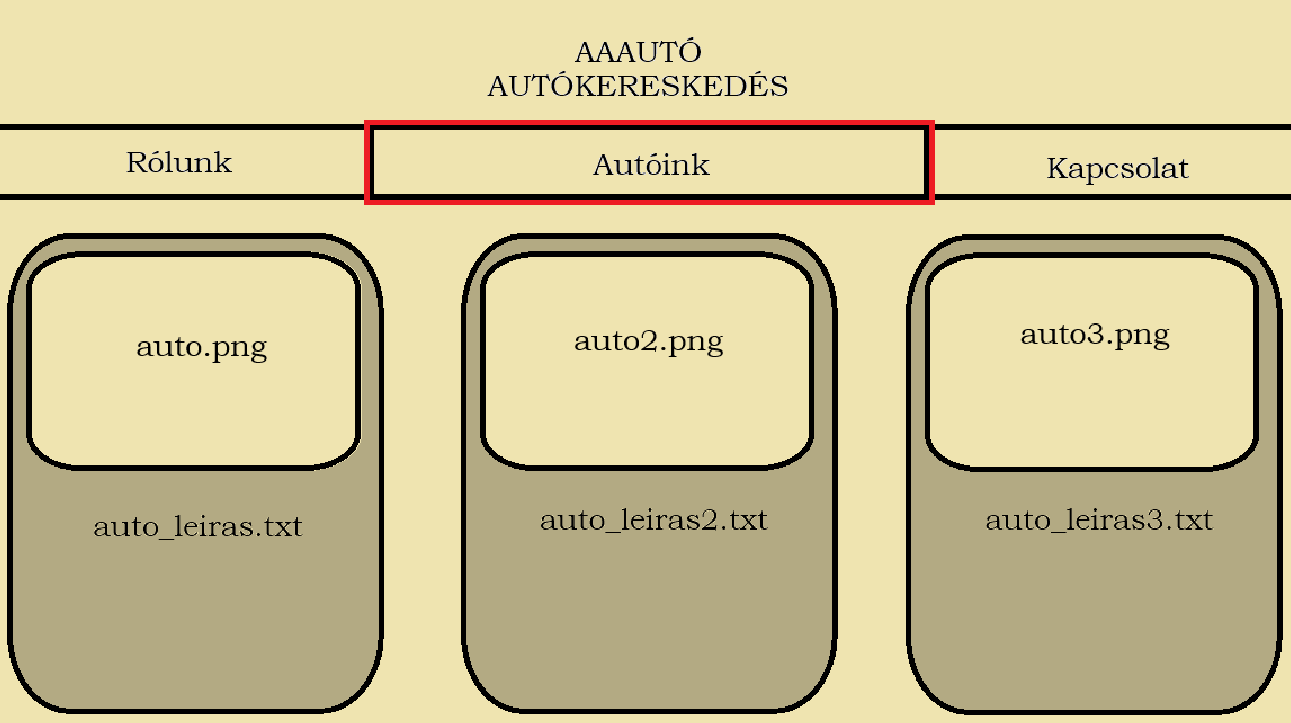 AAAUTÓ
AUTÓKERESKEDÉS
Rólunk
Autóink
Kapcsolat
auto.png
auto2.png
auto3.png
auto_leiras.txt
auto_leiras2.txt
auto_leiras3.txt